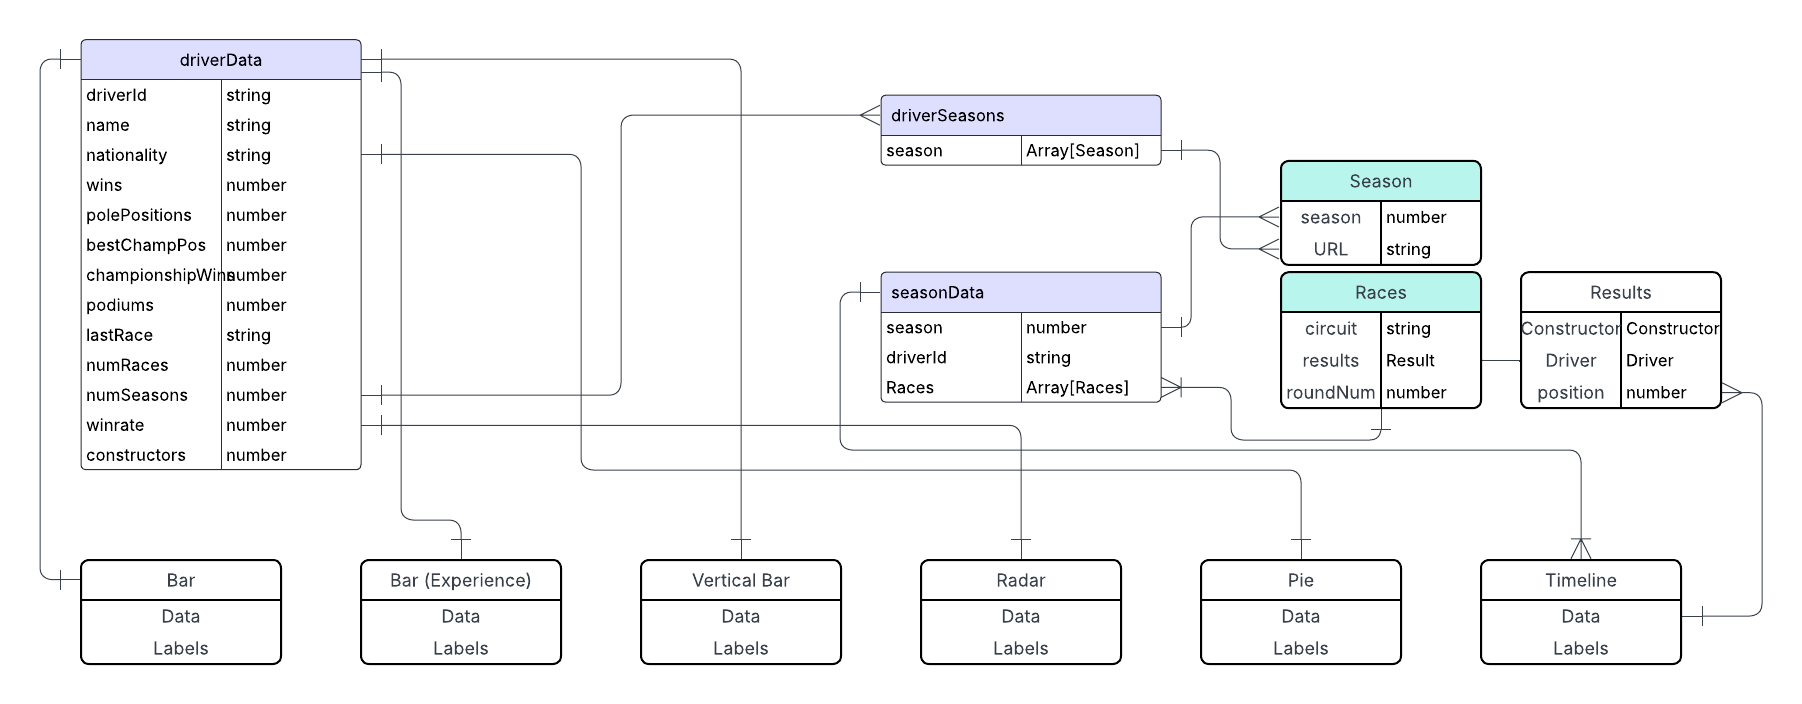 driverData
driverId string
name string
nationality string
wins number
polePositions number
bestChampPos number
championshipWins number
podiums number
lastRace string
numRaces number
numSeasons number
winrate number
constructors number
driverSeasons
season Array[Season]
Season
season number
URL string
seasonData
season number
driverId string
Races Array[Races]
Races
circuit string
results Result
roundNum number
Results
Constructor Constructor
Driver Driver
position number
Bar
Data
Labels
Bar (Experience)
Data
Labels
Vertical Bar
Data
Labels
Radar
Data
Labels
Pie
Data
Labels
Timeline
Data
Labels